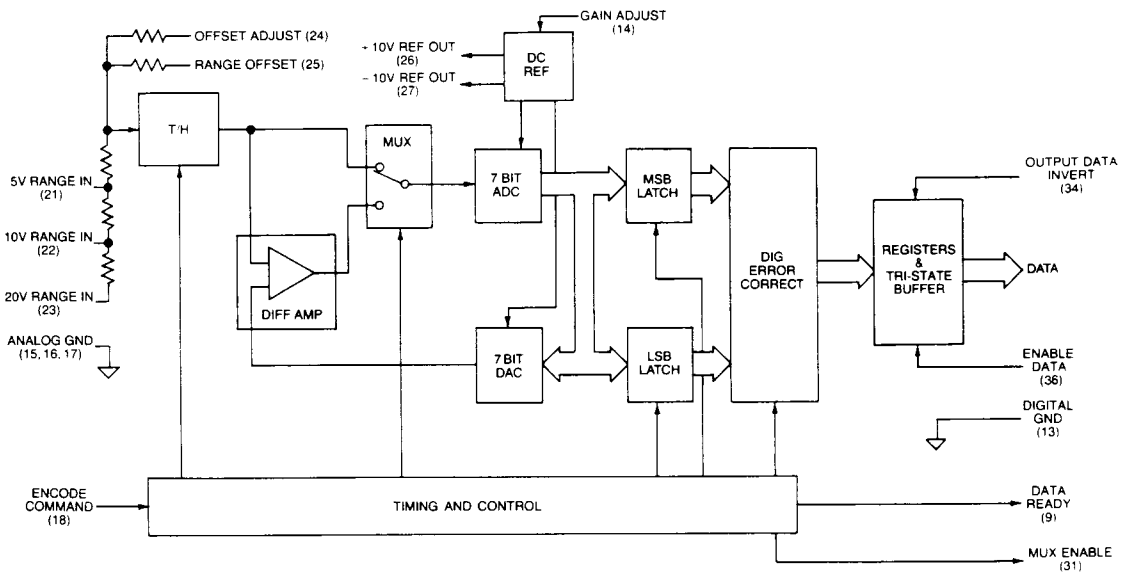 GAIN ADJUST
(14)
OFFSET ADJUST (24)
RANGE OFFSET (25)
+ 10V REF OUT
(26)
− 10V REF OUT
(27)
DC
REF
T/H
MUX
7 BIT
ADC
MSB
LATCH
5V RANGE IN
(21)
10V RANGE IN
(22)
20V RANGE IN
(23)
ANALOG GND
(15, 16, 17)
DIFF AMP
7 BIT
DAC
LSB
LATCH
DIG
ERROR
CORRECT
REGISTERS
&
TRI-STATE
BUFFER
OUTPUT DATA
INVERT
(34)
DATA
ENABLE
DATA
(36)
DIGITAL
GND
(13)
ENCODE
COMMAND
(18)
TIMING AND CONTROL
DATA
READY
(9)
MUX ENABLE
(31)